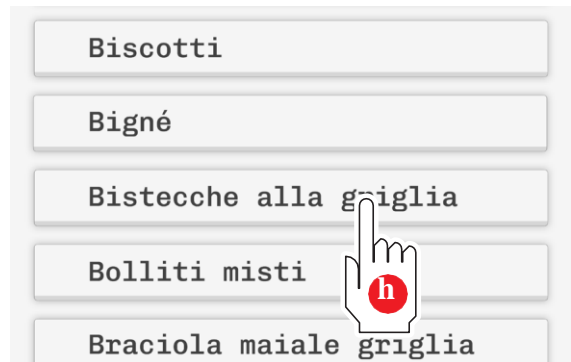 Biscotti
Bigné
Bistecche alla griglia
Bolliti misti
h
Braciola maiale griglia